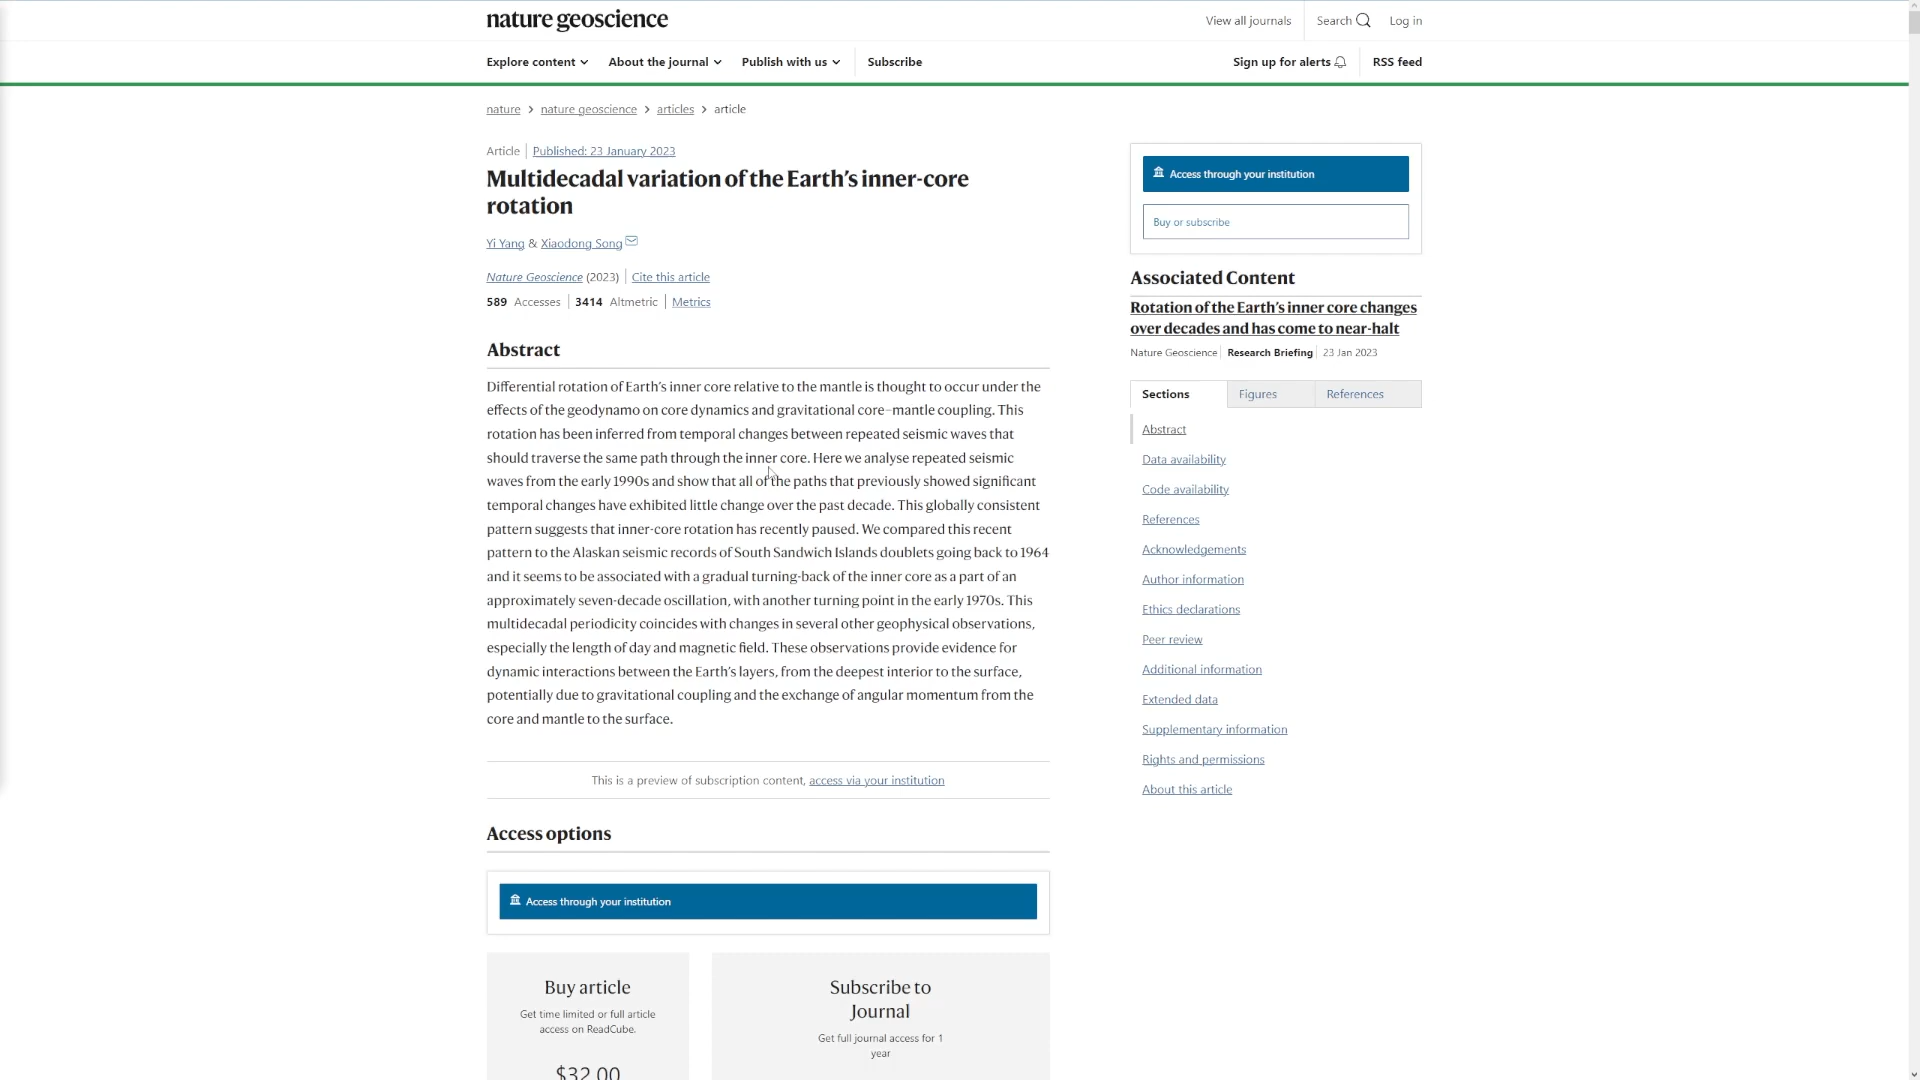 nature geoscience
View all journals
Search
Log in
Explore content
About the journal
Publish with us
Subscribe
Sign up for alerts
RSS feed
nature > nature geoscience > articles > article
Article | Published: 23 January 2023
Multidecadal variation of the Earth’s inner-core
rotation
Yi Yang & Xiaodong Song
Nature Geoscience (2023) | Cite this article
589 Accesses | 3414 Altmetric | Metrics
Abstract
Differential rotation of Earth’s inner core relative to the mantle is thought to occur under the
effects of the geodynamo on core dynamics and gravitational core–mantle coupling. This
rotation has been inferred from temporal changes between repeated seismic waves that
should traverse the same path through the inner core. Here we analyse repeated seismic
waves from the early 1990s and show that all of the paths that previously showed significant
temporal changes have exhibited little change over the past decade. This globally consistent
pattern suggests that inner-core rotation has recently paused. We compared this recent
pattern to the Alaskan seismic records of South Sandwich Islands doublets going back to 1964
and it seems to be associated with a gradual turning-back of the inner core as a part of an
approximately seven-decade oscillation, with another turning point in the early 1970s. This
multidecadal periodicity coincides with changes in several other geophysical observations,
especially the length of day and magnetic field. These observations provide evidence for
dynamic interactions between the Earth’s layers, from the deepest interior to the surface,
potentially due to gravitational coupling and the exchange of angular momentum from the
core and mantle to the surface.
This is a preview of subscription content, access via your institution
Access options
Access through your institution
Buy article
Get time limited or full article
access on ReadCube.
$32.00
Subscribe to
Journal
Get full journal access for 1
year
Access through your institution
Buy or subscribe
Associated Content
Rotation of the Earth’s inner core changes
over decades and has come to near-halt
Nature Geoscience | Research Briefing | 23 Jan 2023
Sections
Figures
References
Abstract
Data availability
Code availability
References
Acknowledgements
Author information
Ethics declarations
Peer review
Additional information
Extended data
Supplementary information
Rights and permissions
About this article